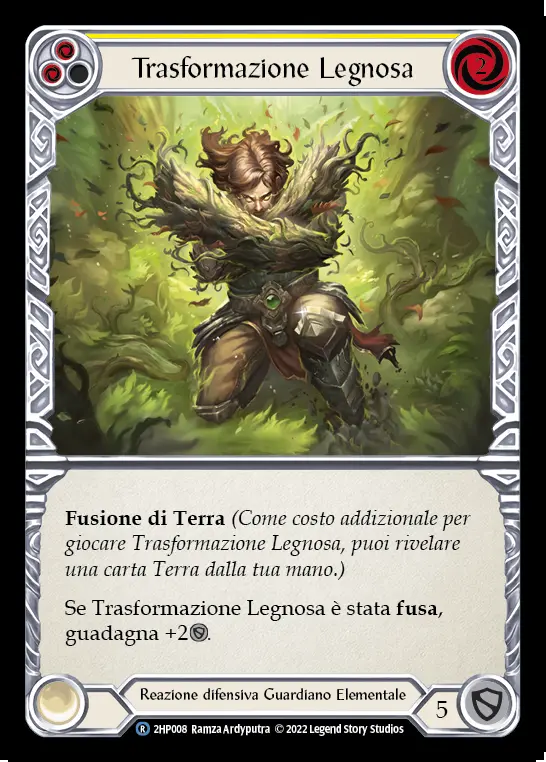 Trasformazione Legnosa
2
Fusione di Terra (Come costo addizionale per
giocare Trasformazione Legnosa, puoi rivelare
una carta Terra dalla tua mano.)
Se Trasformazione Legnosa è stata fusa,
guadagna +2.
Reazione difensiva Guardiano Elementale
5
R 2HP008 Ramza Ardyputra © 2022 Legend Story Studios